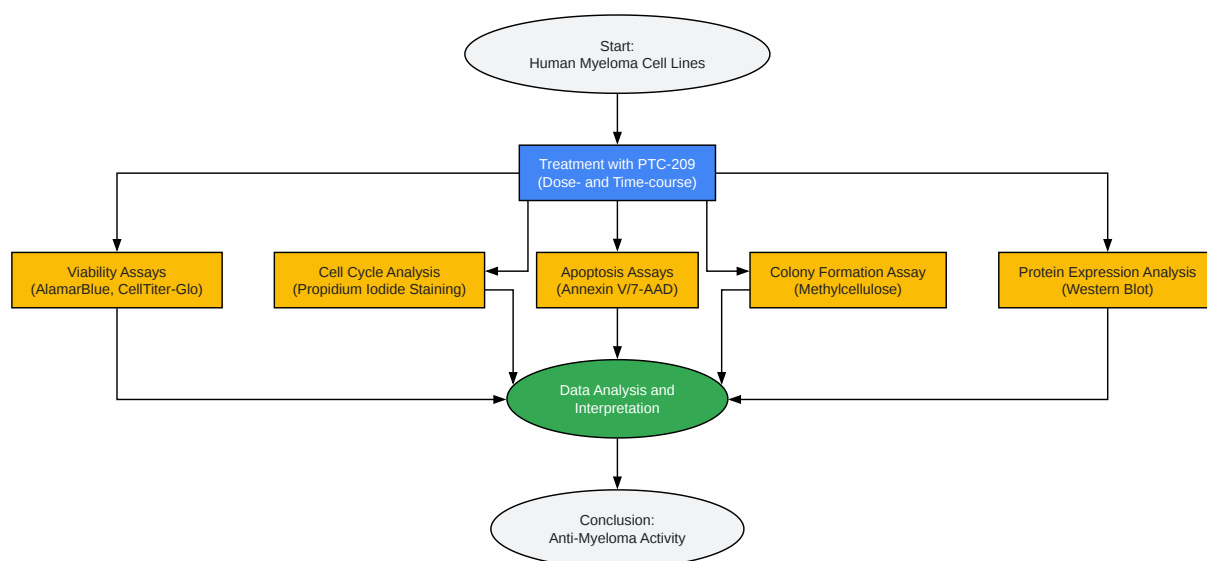 Start:
Human Myeloma Cell Lines
Treatment with PTC-209
(Dose- and Time-course)
Viability Assays
(AlamarBlue, CellTiter-Glo)
Cell Cycle Analysis
(Propidium Iodide Staining)
Apoptosis Assays
(Annexin V/7-AAD)
Colony Formation Assay
(Methylcellulose)
Protein Expression Analysis
(Western Blot)
Data Analysis and
Interpretation
Conclusion:
Anti-Myeloma Activity